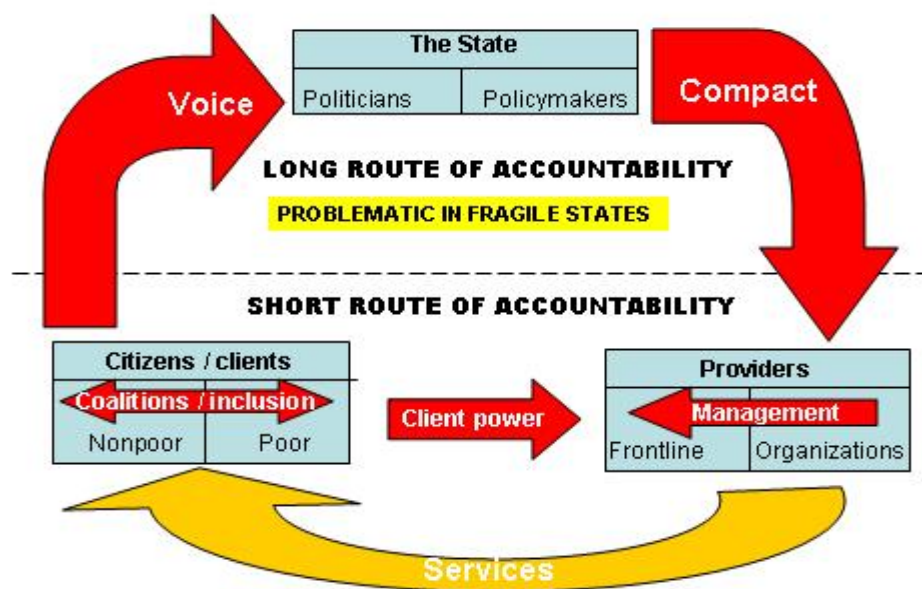 The State
Politicians
Policymakers
Voice
Compact
LONG ROUTE OF ACCOUNTABILITY
PROBLEMATIC IN FRAGILE STATES
SHORT ROUTE OF ACCOUNTABILITY
Citizens / clients
Coalitions / inclusion
Nonpoor
Poor
Client power
Providers
Management
Frontline
Organizations
Services